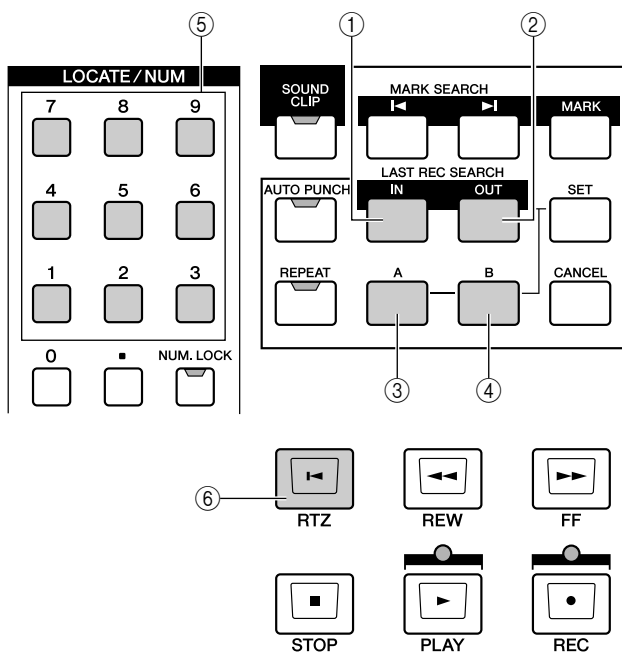 ⑤ ① ②
LOCATE/NUM
7 8 9
4 5 6
1 2 3
0 . NUM. LOCK
SOUND
CLIP
MARK SEARCH
MARK
LAST REC SEARCH
AUTO PUNCH IN OUT SET
REPEAT A B CANCEL
③ ④
⑥
RTZ REW FF
STOP PLAY REC